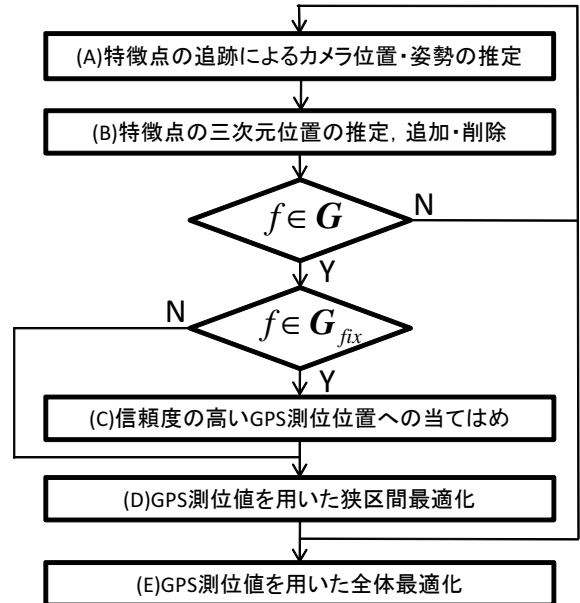 (A)特徴点の追跡によるカメラ位置・姿勢の推定
(B)特徴点の三次元位置の推定，追加・削除
f∈G
N
Y
N
f∈G_fix
Y
(C)信頼度の高いGPS測位位置への当てはめ
(D)GPS測位値を用いた狭区間最適化
(E)GPS測位値を用いた全体最適化